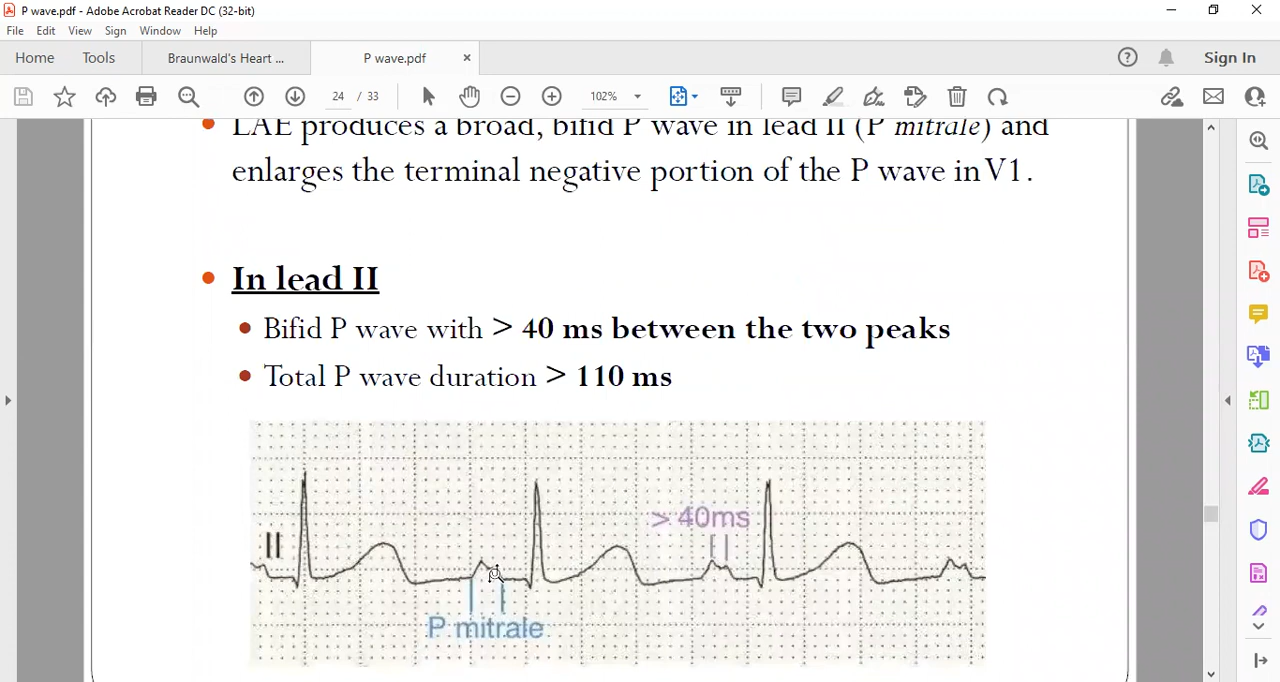 P wave.pdf - Adobe Acrobat Reader DC (32-bit)
File Edit View Sign Window Help
Home Tools Braunwald's Heart ... P wave.pdf × Sign In
24 / 33 102%
LAE produces a broad, bifid P wave in lead II (P mitrale) and
enlarges the terminal negative portion of the P wave in V1.
In lead II
Bifid P wave with > 40 ms between the two peaks
Total P wave duration > 110 ms
> 40ms
II
P mitrale